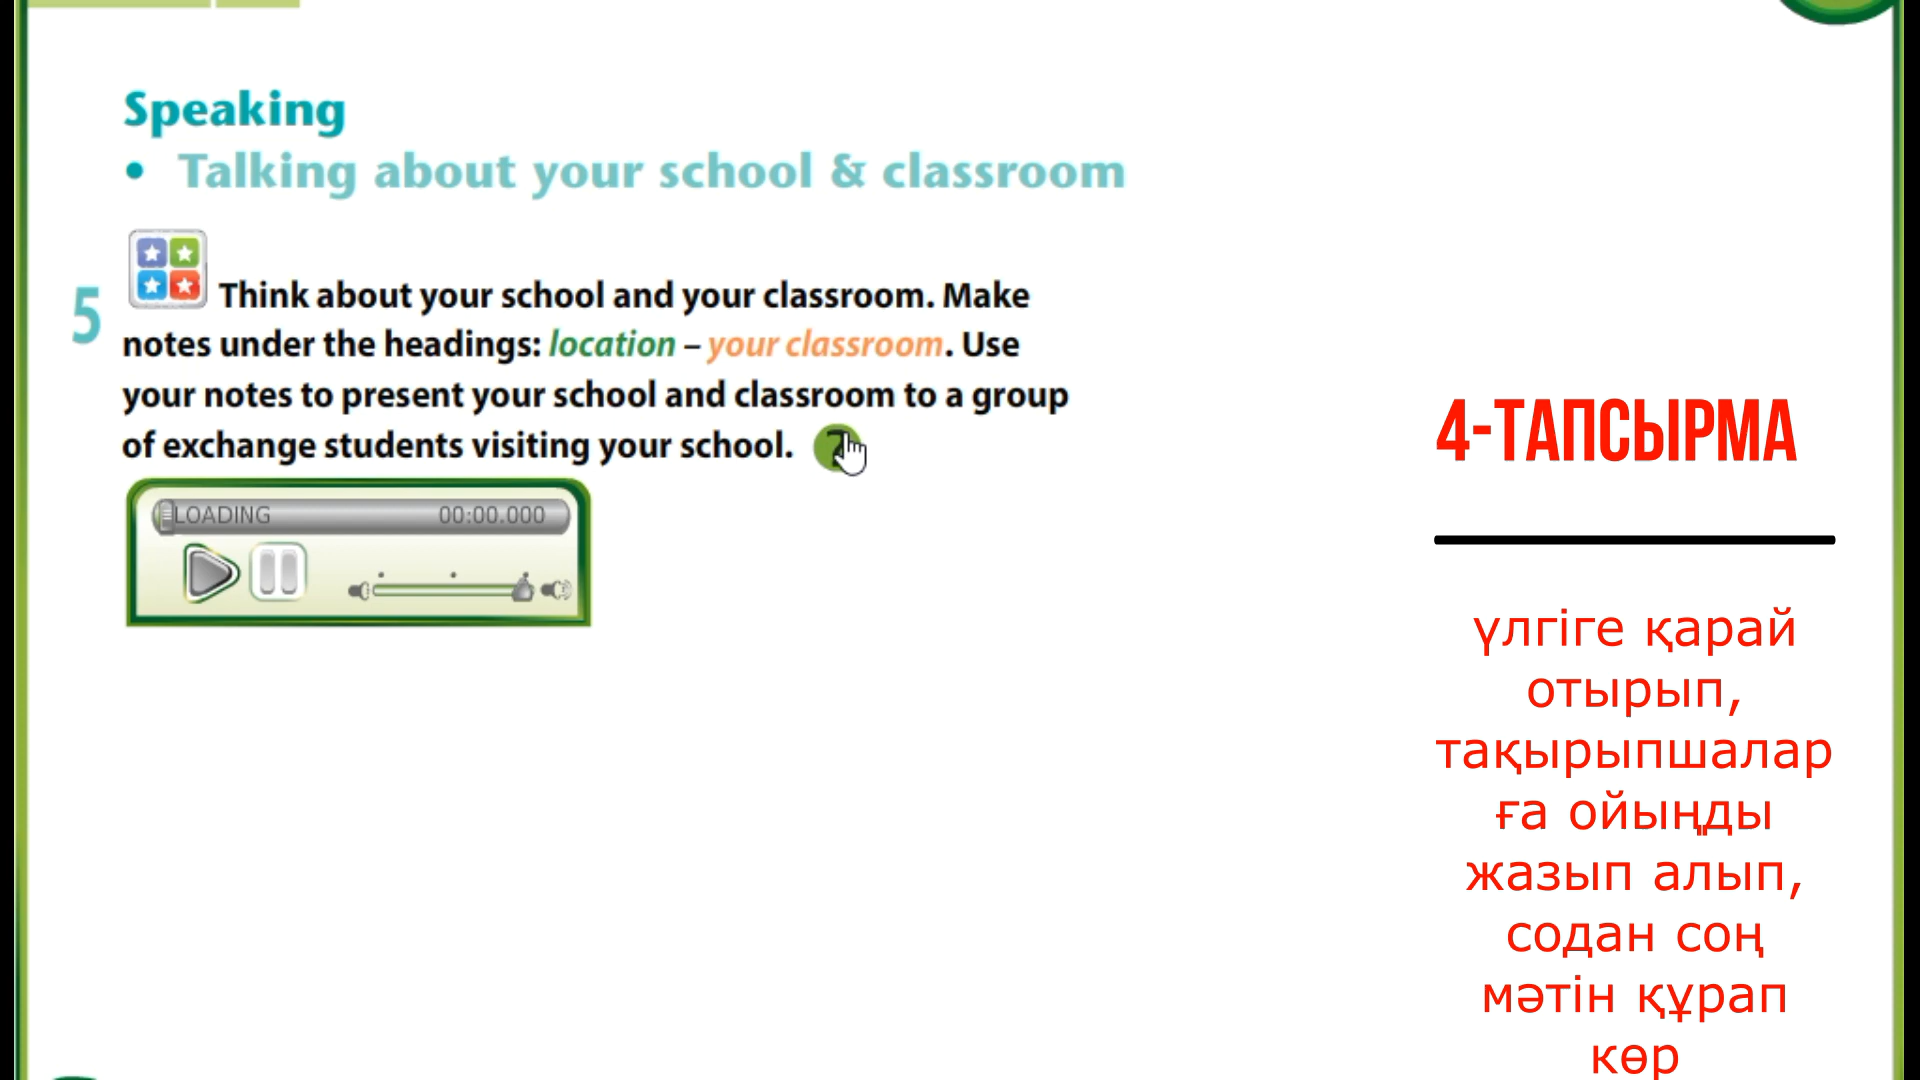 Speaking
• Talking about your school & classroom
5 Think about your school and your classroom. Make
notes under the headings: location – your classroom. Use
your notes to present your school and classroom to a group
of exchange students visiting your school.
LOADING 00:00.000
4-ТАПСЫРМА
үлгіге қарай
отырып,
тақырыпшалар
ға ойыңды
жазып алып,
содан соң
мәтін құрап
көр